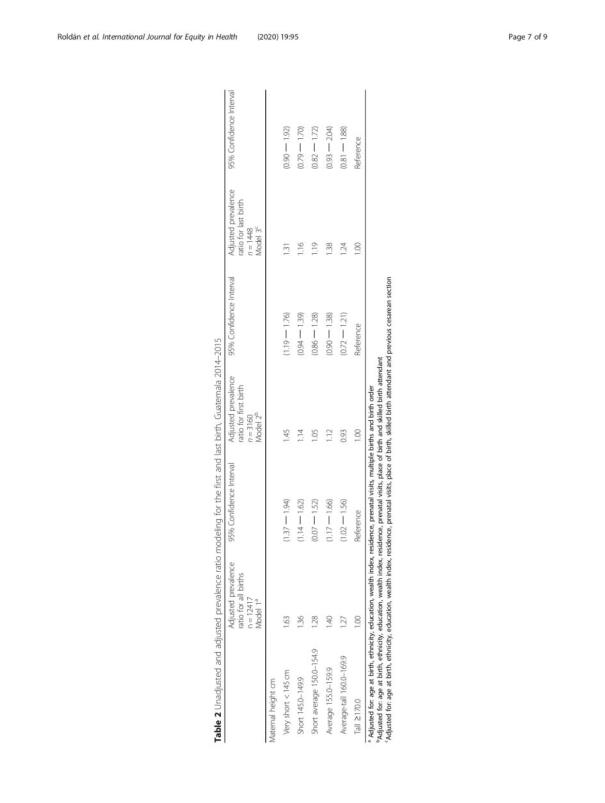 Roldán et al. International Journal for Equity in Health (2020) 19:95 Page 7 of 9
Table 2 Unadjusted and adjusted prevalence ratio modeling for the first and last birth, Guatemala 2014–2015
Adjusted prevalence 95% Confidence Interval Adjusted prevalence 95% Confidence Interval Adjusted prevalence 95% Confidence Interval
ratio for all births ratio for first birth ratio for last birth
n = 12417 n = 3160 n = 1448
Model 1a Model 2b Model 3c
Maternal height cm
Very short < 145 cm 1.63 (1.37 — 1.94) 1.45 (1.19 — 1.76) 1.31 (0.90 — 1.92)
Short 145.0–149.9 1.36 (1.14 — 1.62) 1.14 (0.94 — 1.39) 1.16 (0.79 — 1.70)
Short average 150.0–154.9 1.28 (0.07 — 1.52) 1.05 (0.86 — 1.28) 1.19 (0.82 — 1.72)
Average 155.0–159.9 1.40 (1.17 — 1.66) 1.12 (0.90 — 1.38) 1.38 (0.93 — 2.04)
Average-tall 160.0–169.9 1.27 (1.02 — 1.56) 0.93 (0.72 — 1.21) 1.24 (0.81 — 1.88)
Tall ≥170.0 1.00 Reference 1.00 Reference 1.00 Reference
a Adjusted for: age at birth, ethnicity, education, wealth index, residence, prenatal visits, multiple births and birth order
bAdjusted for: age at birth, ethnicity, education, wealth index, residence, prenatal visits, place of birth and skilled birth attendant
cAdjusted for: age at birth, ethnicity, education, wealth index, residence, prenatal visits, place of birth, skilled birth attendant and previous cesarean section